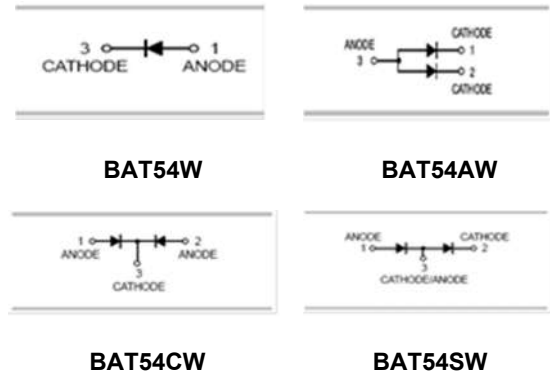 3 1
CATHODE ANODE
BAT54W
CATHODE
ANODE 1
3
2
CATHODE
BAT54AW
1 2
ANODE ANODE
3
CATHODE
BAT54CW
ANODE CATHODE
1 2
3
CATHODE/ANODE
BAT54SW